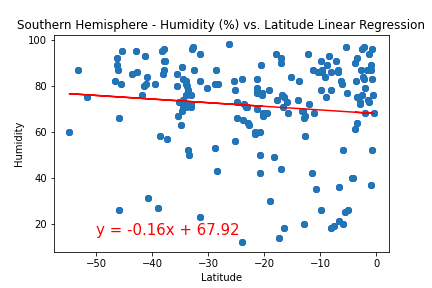 Southern Hemisphere - Humidity (%) vs. Latitude Linear Regression
100
80
60
40
20
Humidity
y = -0.16x + 67.92
−50
−40
−30
−20
−10
0
Latitude